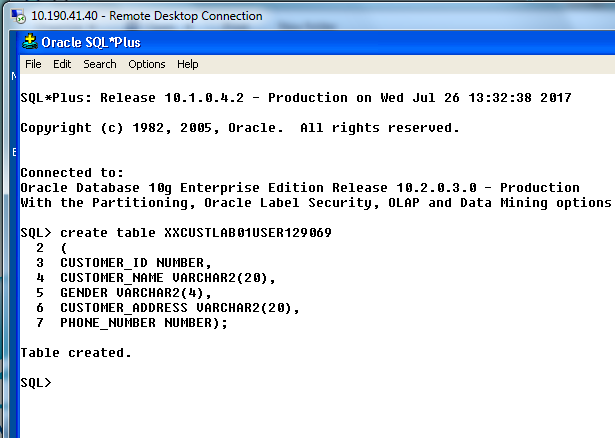 10.190.41.40 - Remote Desktop Connection
Oracle SQL*Plus
File Edit Search Options Help
SQL*Plus: Release 10.1.0.4.2 - Production on Wed Jul 26 13:32:38 2017
Copyright (c) 1982, 2005, Oracle.  All rights reserved.
Connected to:
Oracle Database 10g Enterprise Edition Release 10.2.0.3.0 - Production
With the Partitioning, Oracle Label Security, OLAP and Data Mining options
SQL> create table XXCUSTLAB01USER129069
2  (
3  CUSTOMER_ID NUMBER,
4  CUSTOMER_NAME VARCHAR2(20),
5  GENDER VARCHAR2(4),
6  CUSTOMER_ADDRESS VARCHAR2(20),
7  PHONE_NUMBER NUMBER);
Table created.
SQL>